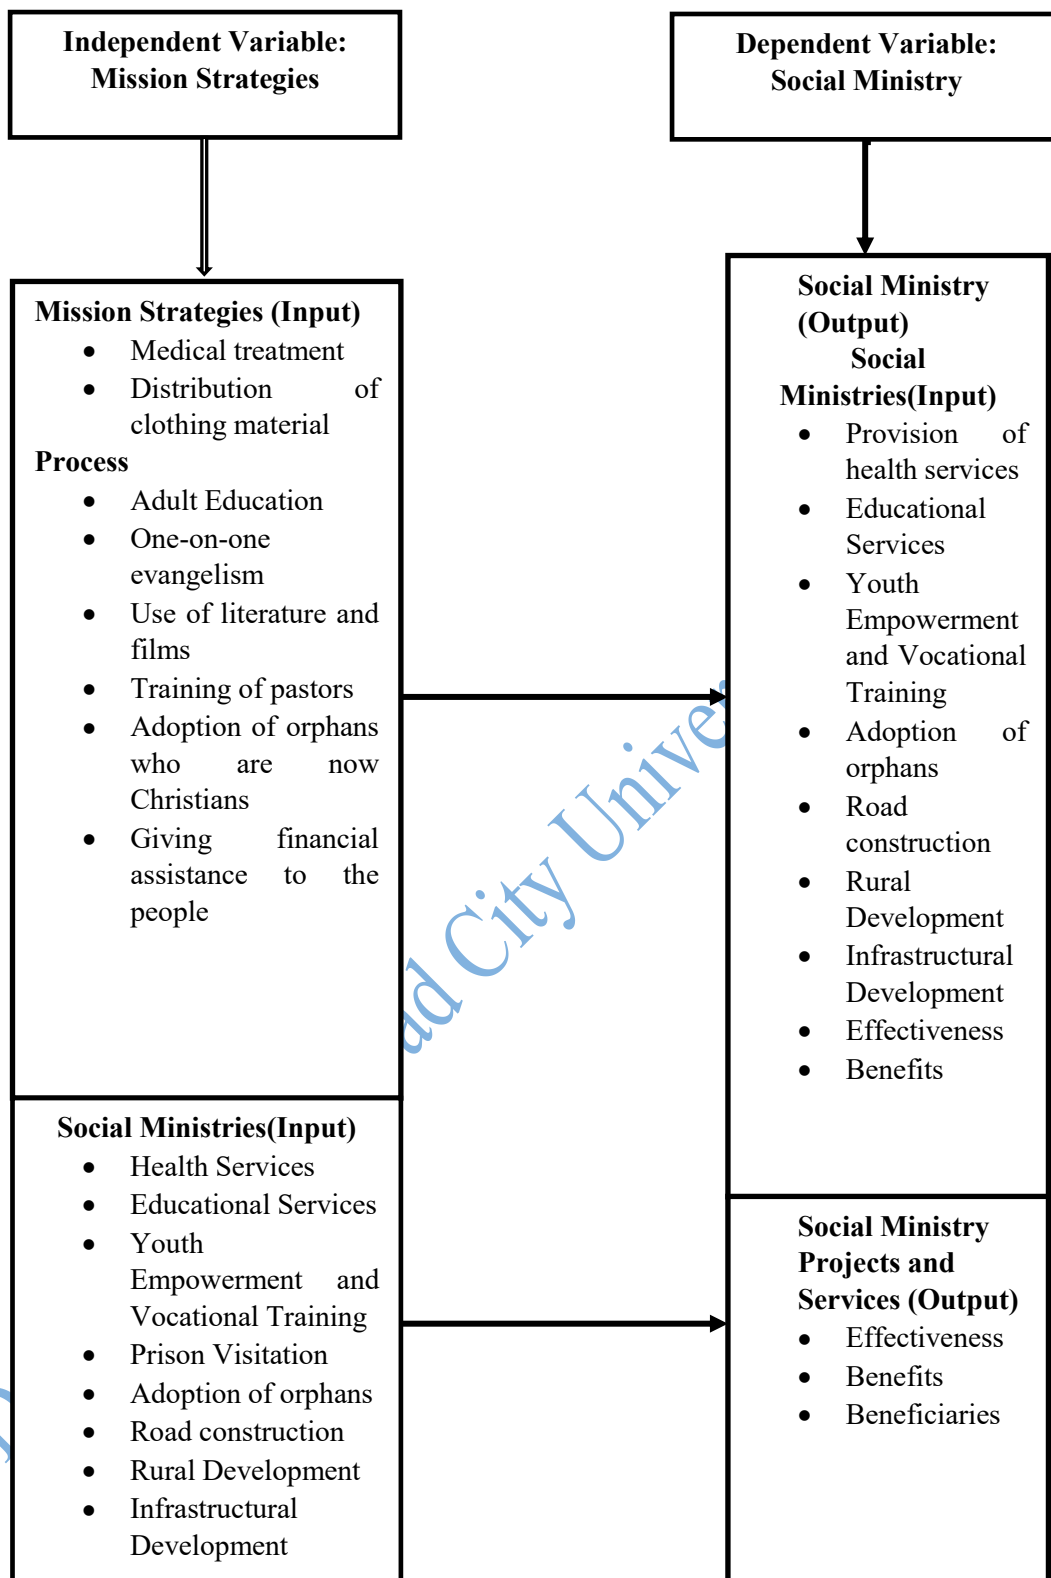 Independent Variable:
Mission Strategies
Dependent Variable:
Social Ministry
Mission Strategies (Input)
• Medical treatment
• Distribution of
clothing material
Process
• Adult Education
• One-on-one
evangelism
• Use of literature and
films
• Training of pastors
• Adoption of orphans
who are now
Christians
• Giving financial
assistance to the
people
Social Ministry
(Output)
Social
Ministries(Input)
• Provision of
health services
• Educational
Services
• Youth
Empowerment
and Vocational
Training
• Adoption of
orphans
• Road
construction
• Rural
Development
• Infrastructural
Development
• Effectiveness
• Benefits
Social Ministries(Input)
• Health Services
• Educational Services
• Youth
Empowerment and
Vocational Training
• Prison Visitation
• Adoption of orphans
• Road construction
• Rural Development
• Infrastructural
Development
Social Ministry
Projects and
Services (Output)
• Effectiveness
• Benefits
• Beneficiaries
City